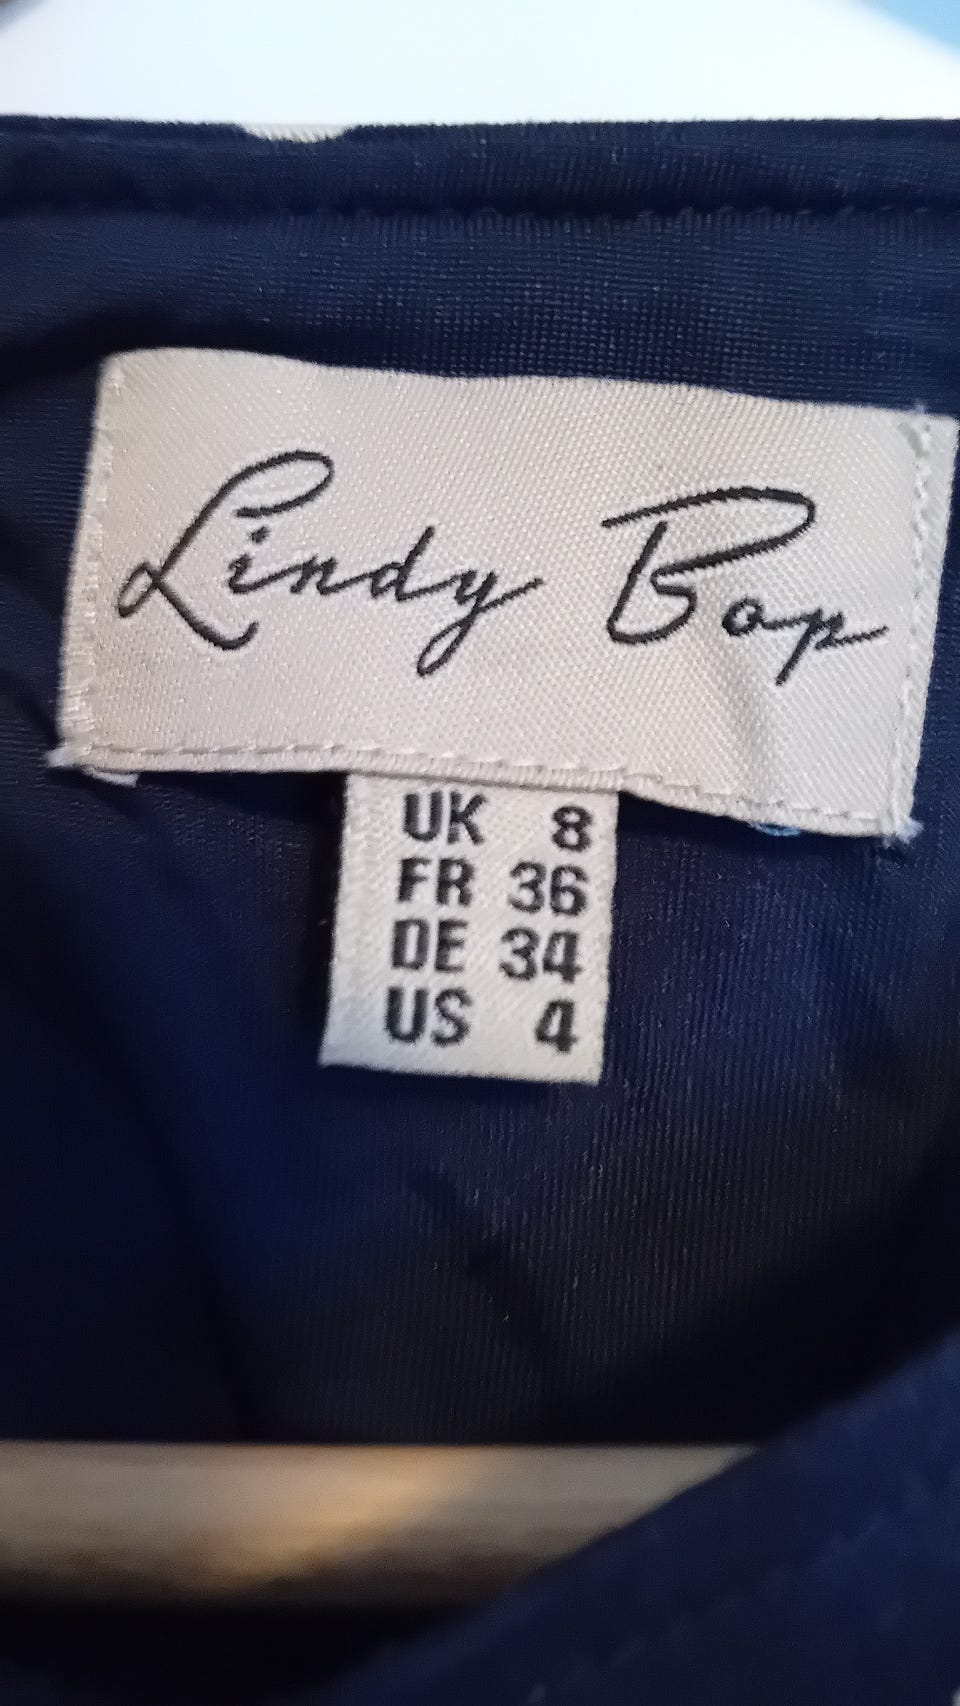 Lindy Bop
UK 8
FR 36
DE 34
US 4